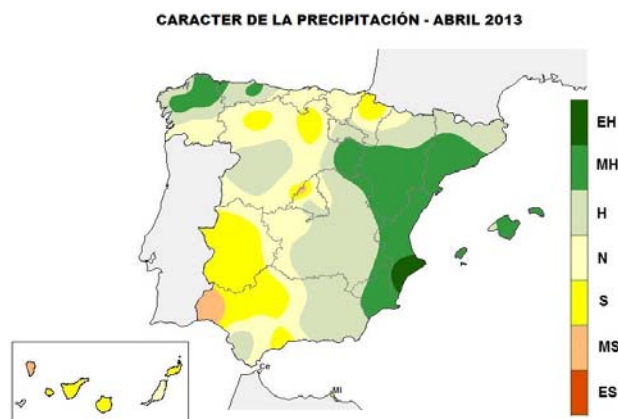 CARACTER DE LA PRECIPITACIÓN - ABRIL 2013
EH
MH
H
N
S
MS
ES
Ce
Ml